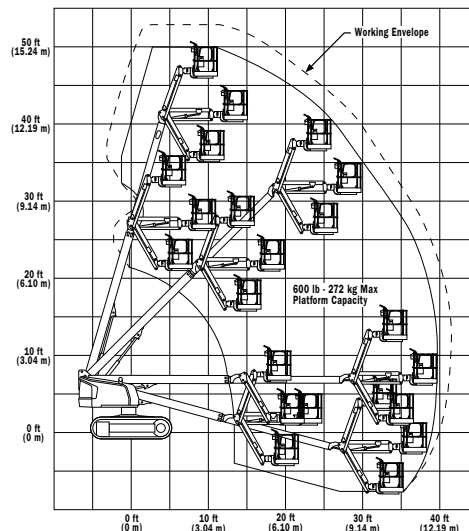 50 ft
(15.24 m)
Working Envelope
40 ft
(12.19 m)
30 ft
(9.14 m)
20 ft
(6.10 m)
600 lb - 272 kg Max
Platform Capacity
10 ft
(3.04 m)
0 ft
(0 m)
0 ft
(0 m)
10 ft
(3.04 m)
20 ft
(6.10 m)
30 ft
(9.14 m)
40 ft
(12.19 m)